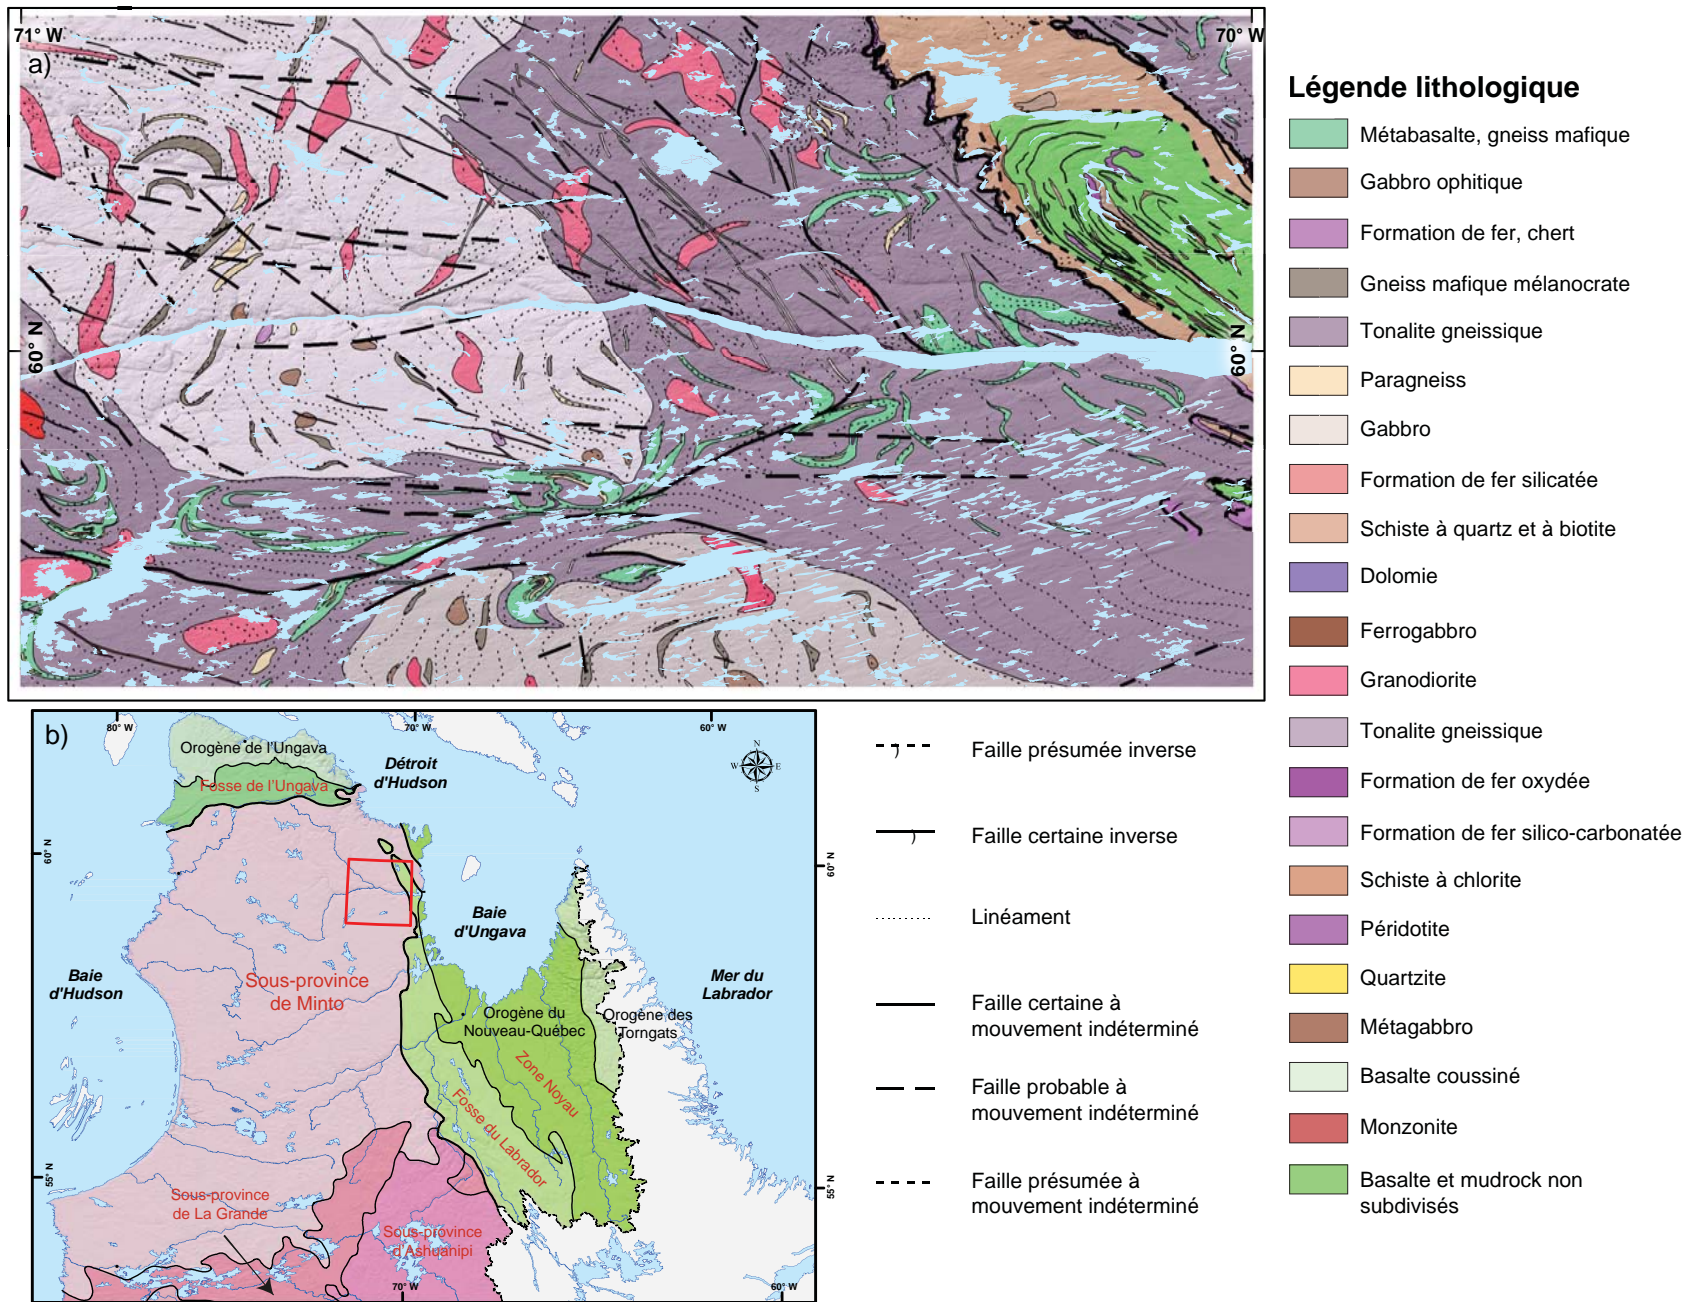 71° W
70° W
a)
60° N
60° N
Légende lithologique
Métabasalte, gneiss mafique
Gabbro ophitique
Formation de fer, chert
Gneiss mafique mélanocrate
Tonalite gneissique
Paragneiss
Gabbro
Formation de fer silicatée
Schiste à quartz et à biotite
Dolomie
Ferrogabbro
Granodiorite
Tonalite gneissique
Formation de fer oxydée
Formation de fer silico-carbonatée
Schiste à chlorite
Péridotite
Quartzite
Métagabbro
Basalte coussiné
Monzonite
Basalte et mudrock non
subdivisés
b)
80° W
70° W
60° W
Orogène de l'Ungava
Fosse de l'Ungava
Détroit
d'Hudson
N
W
E
S
60° N
60° N
Baie
d'Ungava
Baie
d'Hudson
Sous-province
de Minto
Mer du
Labrador
Orogène du
Nouveau-Québec
Orogène des
Torngats
Zone Noyau
Fosse du Labrador
55° N
55° N
Sous-province
de La Grande
Sous-province
d'Ashuanipi
70° W
60° W
Faille présumée inverse
Faille certaine inverse
Linéament
Faille certaine à
mouvement indéterminé
Faille probable à
mouvement indéterminé
Faille présumée à
mouvement indéterminé